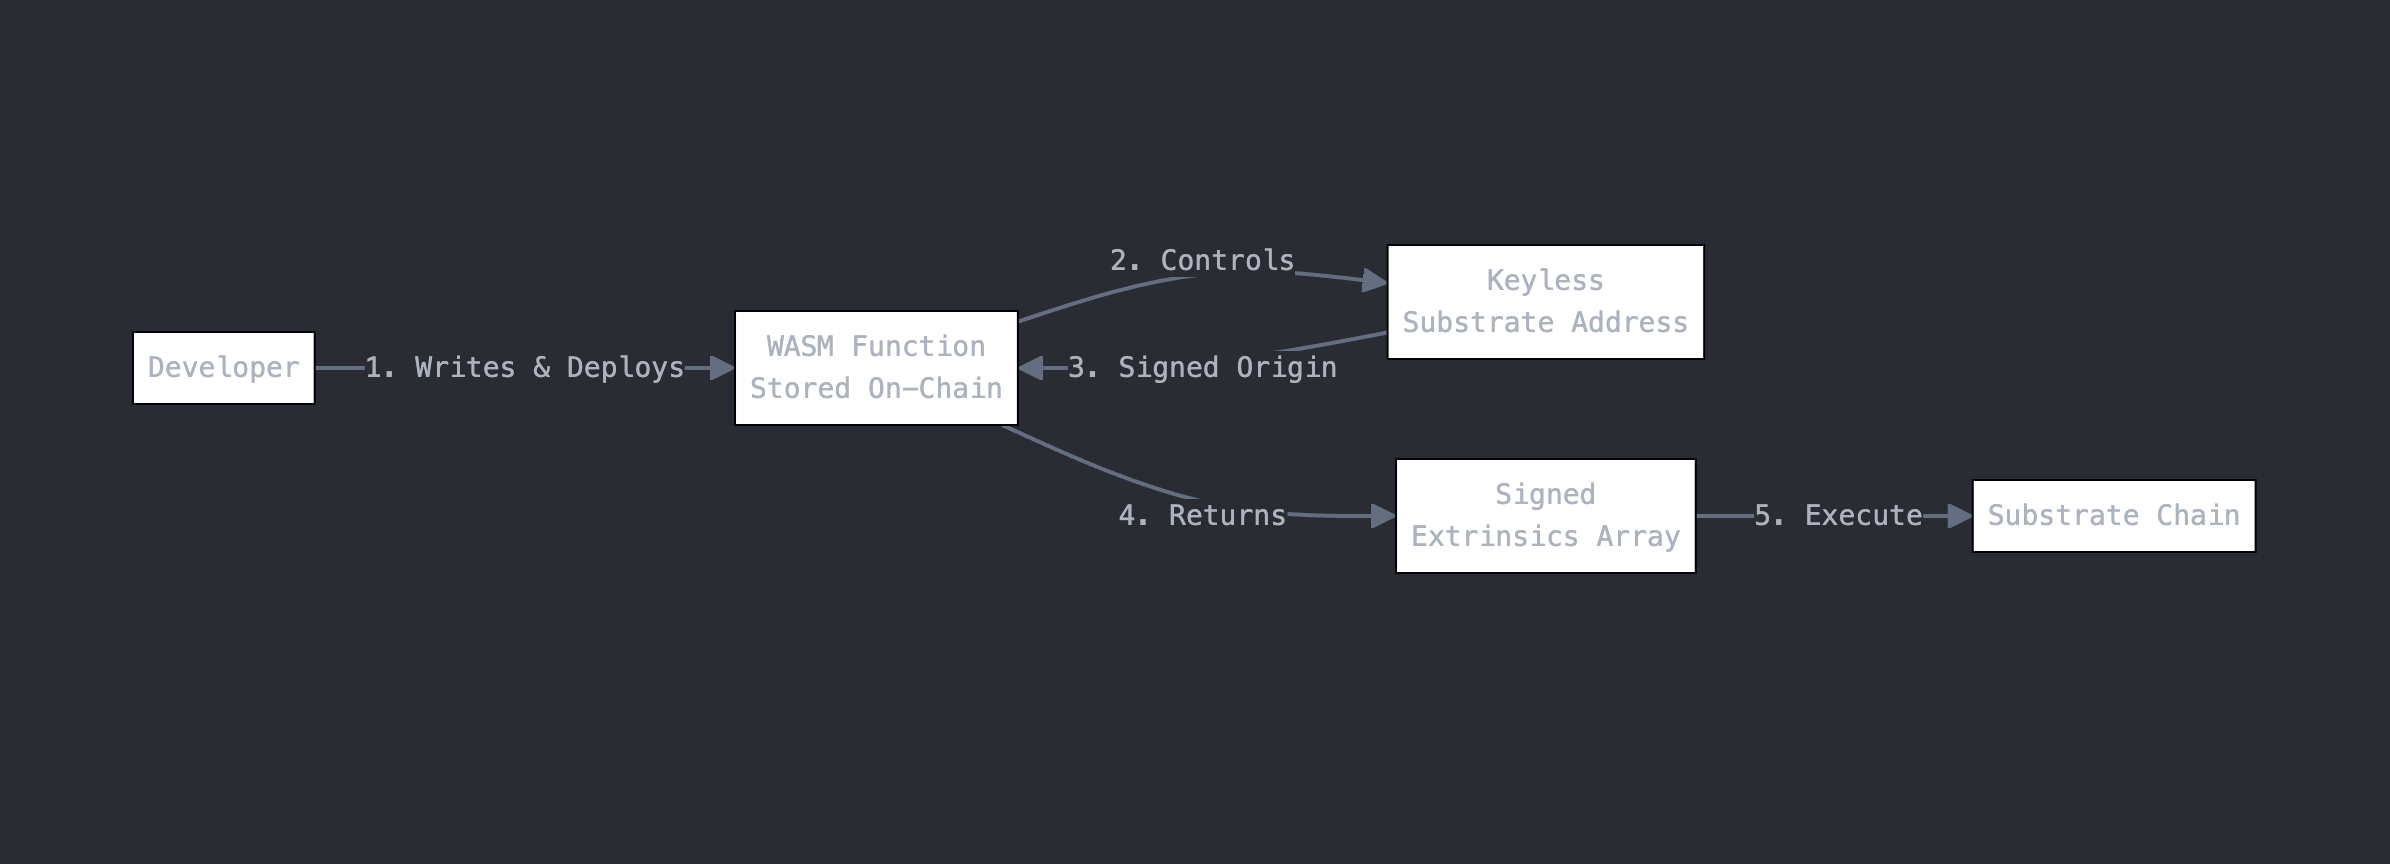 Developer
1. Writes & Deploys
WASM Function
Stored On-Chain
2. Controls
Keyless
Substrate Address
3. Signed Origin
4. Returns
Signed
Extrinsics Array
5. Execute
Substrate Chain